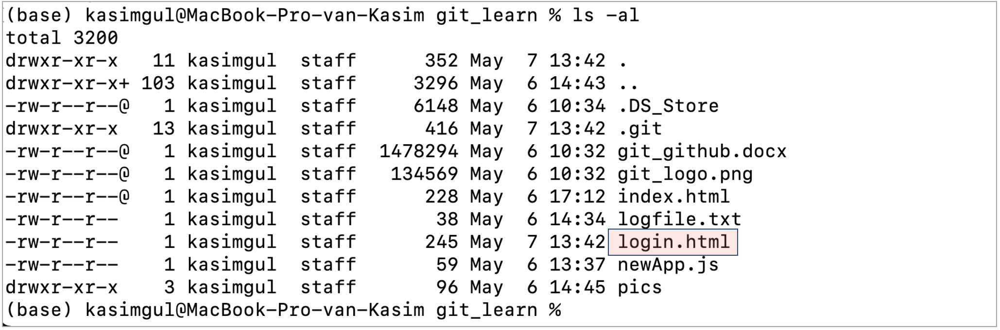 (base) kasimgul@MacBook-Pro-van-Kasim git_learn % ls -al
total 3200
drwxr-xr-x   11 kasimgul  staff      352 May  7 13:42 .
drwxr-xr-x+ 103 kasimgul  staff     3296 May  6 14:43 ..
-rw-r--r--@   1 kasimgul  staff     6148 May  6 10:34 .DS_Store
drwxr-xr-x   13 kasimgul  staff      416 May  7 13:42 .git
-rw-r--r--@   1 kasimgul  staff  1478294 May  6 10:32 git_github.docx
-rw-r--r--@   1 kasimgul  staff   134569 May  6 10:32 git_logo.png
-rw-r--r--@   1 kasimgul  staff      228 May  6 17:12 index.html
-rw-r--r--    1 kasimgul  staff       38 May  6 14:34 logfile.txt
-rw-r--r--    1 kasimgul  staff      245 May  7 13:42 login.html
-rw-r--r--    1 kasimgul  staff       59 May  6 13:37 newApp.js
drwxr-xr-x    3 kasimgul  staff       96 May  6 14:45 pics
(base) kasimgul@MacBook-Pro-van-Kasim git_learn %